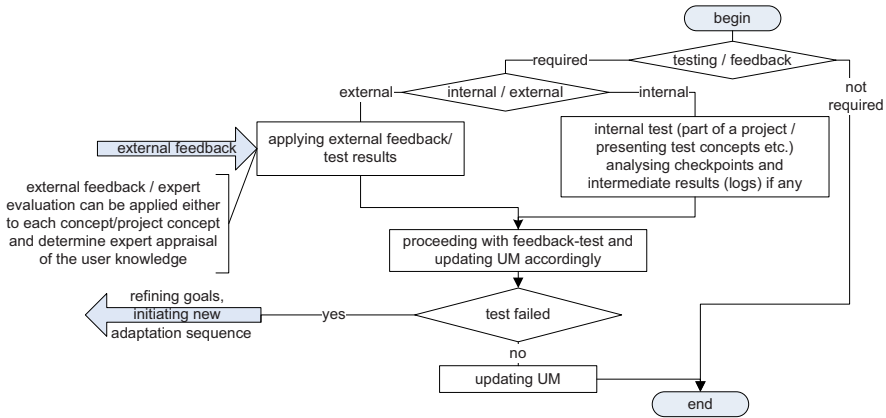 begin
testing / feedback
required
not
required
internal / external
external
internal
external feedback
applying external feedback/
test results
internal test (part of a project /
presenting test concepts etc.)
analysing checkpoints and
intermediate results (logs) if any
external feedback / expert
evaluation can be applied either
to each concept/project concept
and determine expert appraisal
of the user knowledge
proceeding with feedback-test and
updating UM accordingly
refining goals,
initiating new
adaptation sequence
yes
test failed
no
updating UM
end